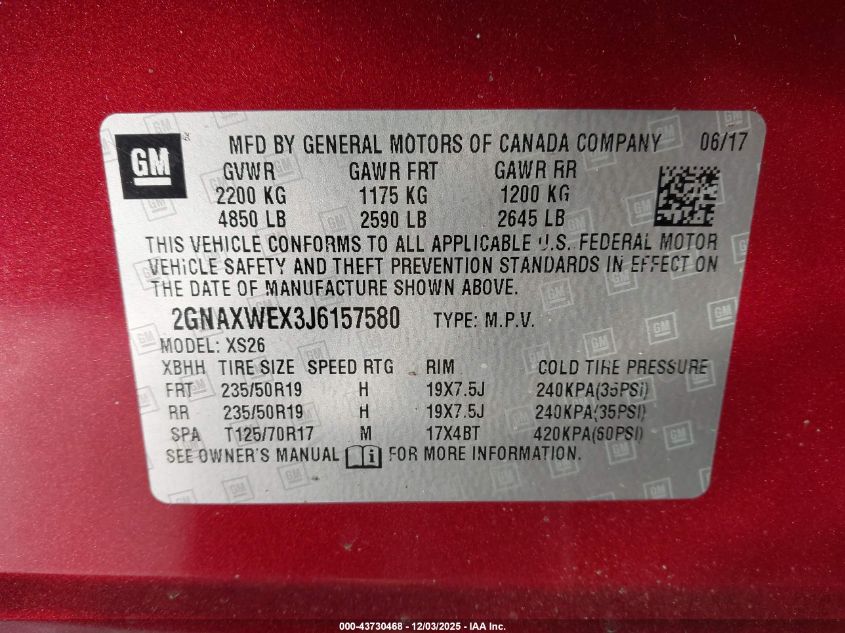 GM MFD BY GENERAL MOTORS OF CANADA COMPANY 06/17
GVWR GAWR FRT GAWR RR
2200 KG 1175 KG 1200 KG
4850 LB 2590 LB 2645 LB
THIS VEHICLE CONFORMS TO ALL APPLICABLE U.S. FEDERAL MOTOR
VEHICLE SAFETY AND THEFT PREVENTION STANDARDS IN EFFECT ON
THE DATE OF MANUFACTURE SHOWN ABOVE.
2GNAXWEX3J6157580 TYPE: M.P.V.
MODEL: XS26
XBHH TIRE SIZE SPEED RTG RIM COLD TIRE PRESSURE
FRT 235/50R19 H 19X7.5J 240KPA(35PSI)
RR 235/50R19 H 19X7.5J 240KPA(35PSI)
SPA T125/70R17 M 17X4BT 420KPA(60PSI)
SEE OWNER'S MANUAL i FOR MORE INFORMATION.
000-43730468 - 12/03/2025 - IAA Inc.